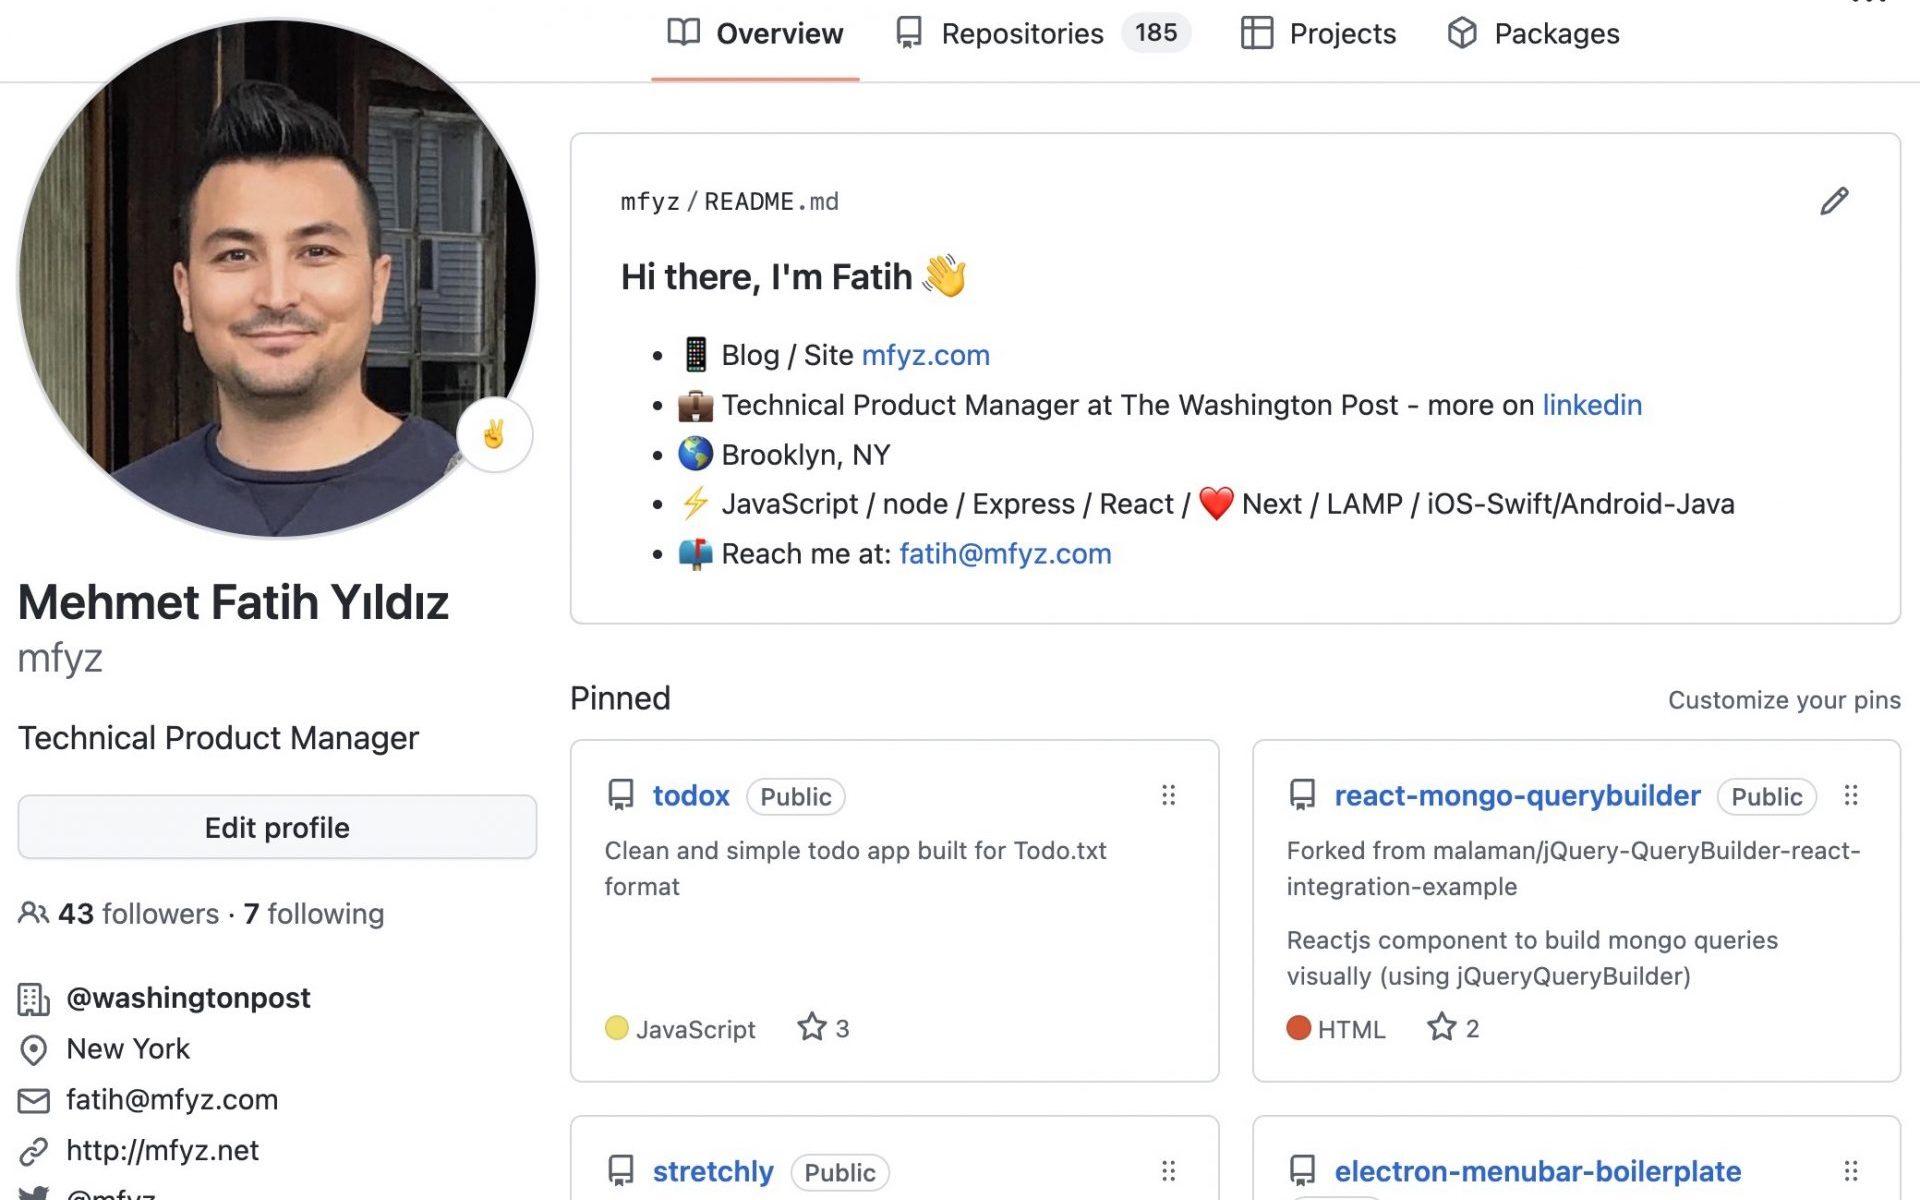 Overview Repositories 185 Projects Packages
mfyz / README.md
Hi there, I'm Fatih 👋
📱 Blog / Site mfyz.com
💼 Technical Product Manager at The Washington Post - more on linkedin
🌎 Brooklyn, NY
⚡ JavaScript / node / Express / React / ❤️ Next / LAMP / iOS-Swift/Android-Java
📫 Reach me at: fatih@mfyz.com
Mehmet Fatih Yıldız
mfyz
Technical Product Manager
Edit profile
43 followers · 7 following
@washingtonpost
New York
fatih@mfyz.com
http://mfyz.net
@mfyz
Pinned
Customize your pins
todox Public
Clean and simple todo app built for Todo.txt
format
JavaScript 3
react-mongo-querybuilder Public
Forked from malaman/jQuery-QueryBuilder-react-
integration-example
Reactjs component to build mongo queries
visually (using jQueryQueryBuilder)
HTML 2
stretchly Public
electron-menubar-boilerplate